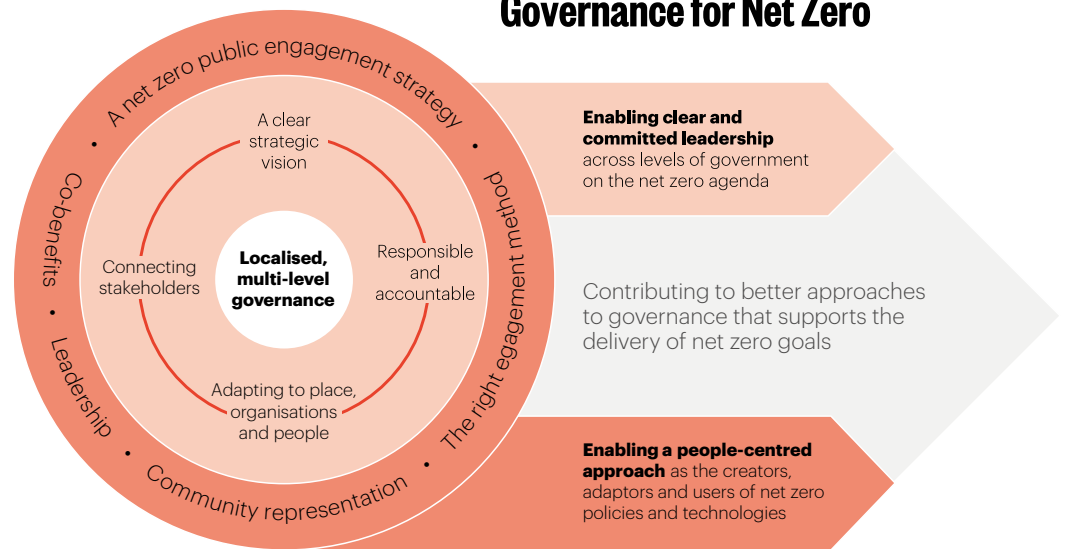 Governance for Net Zero
A net zero public engagement strategy
•
The right egagement method
•
Community representation
•
Leadership
•
Co-benefits
•
A clear
strategic
vision
Responsible
and
accountable
Adapting to place,
organisations
and people
Connecting
stakeholders
Localised,
multi-level
governance
Enabling clear and
committed leadership
across levels of government
on the net zero agenda
Contributing to better approaches
to governance that supports the
delivery of net zero goals
Enabling a people-centred
approach as the creators,
adaptors and users of net zero
policies and technologies